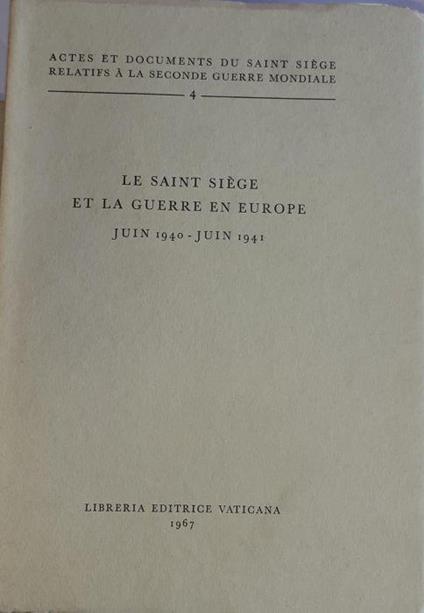 ACTES ET DOCUMENTS DU SAINT SIÈGE
RELATIFS À LA SECONDE GUERRE MONDIALE
4
LE SAINT SIÈGE
ET LA GUERRE EN EUROPE
JUIN 1940 - JUIN 1941
LIBRERIA EDITRICE VATICANA
1967